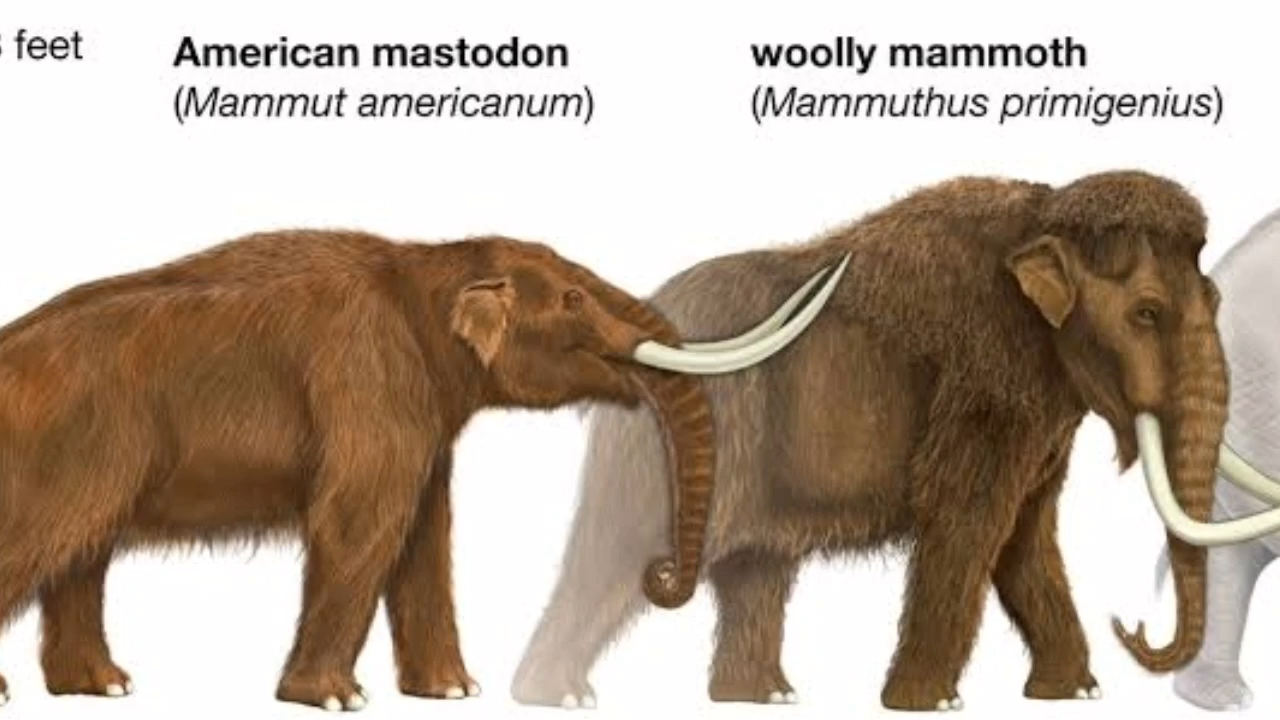 feet
American mastodon
(Mammut americanum)
woolly mammoth
(Mammuthus primigenius)